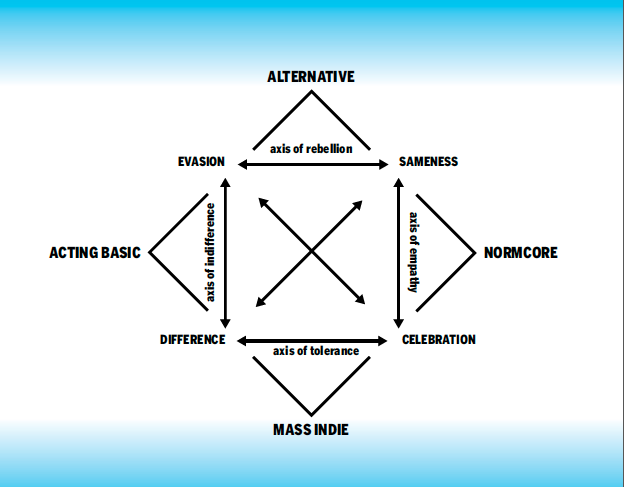 ALTERNATIVE
axis of rebellion
EVASION
SAMENESS
axis of indifference
axis of empathy
ACTING BASIC
NORMCORE
DIFFERENCE
CELEBRATION
axis of tolerance
MASS INDIE